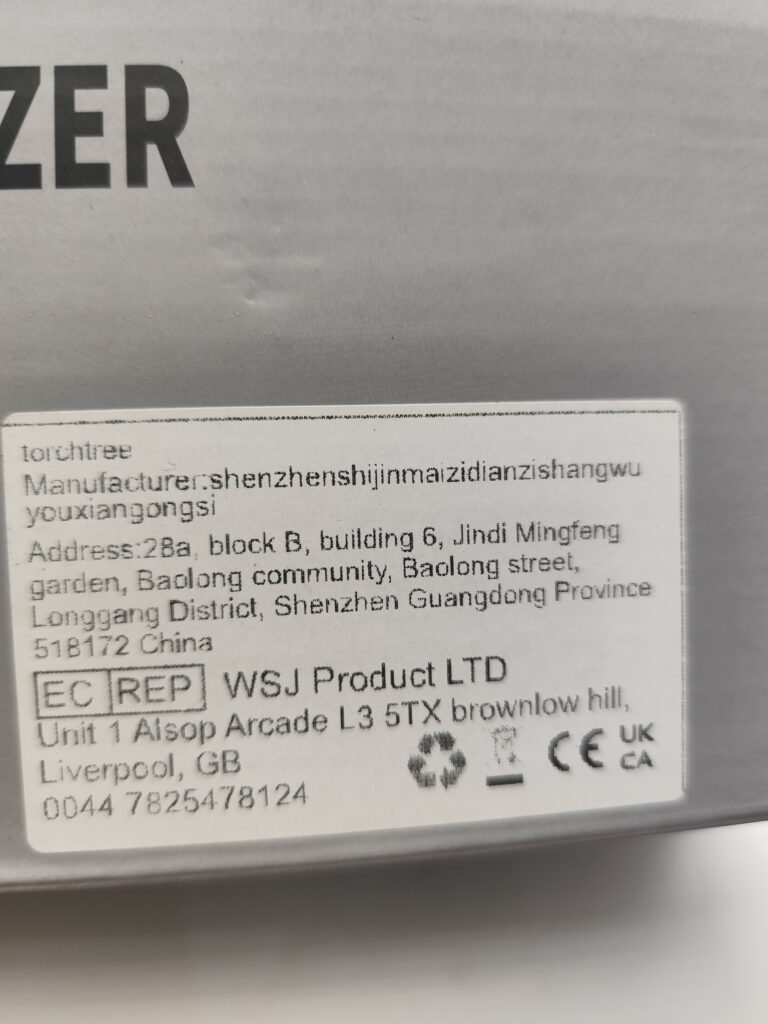 ZER
torchtree
Manufacturer:shenzhenshijinmaizidianzishangwu
youxiangongsi
Address:28a, block B, building 6, Jindi Mingfeng
garden, Baolong community, Baolong street,
Longgang District, Shenzhen Guangdong Province
518172 China
EC REP WSJ Product LTD
Unit 1 Alsop Arcade L3 5TX brownlow hill,
Liverpool, GB
CE UK
CA
0044 7825478124